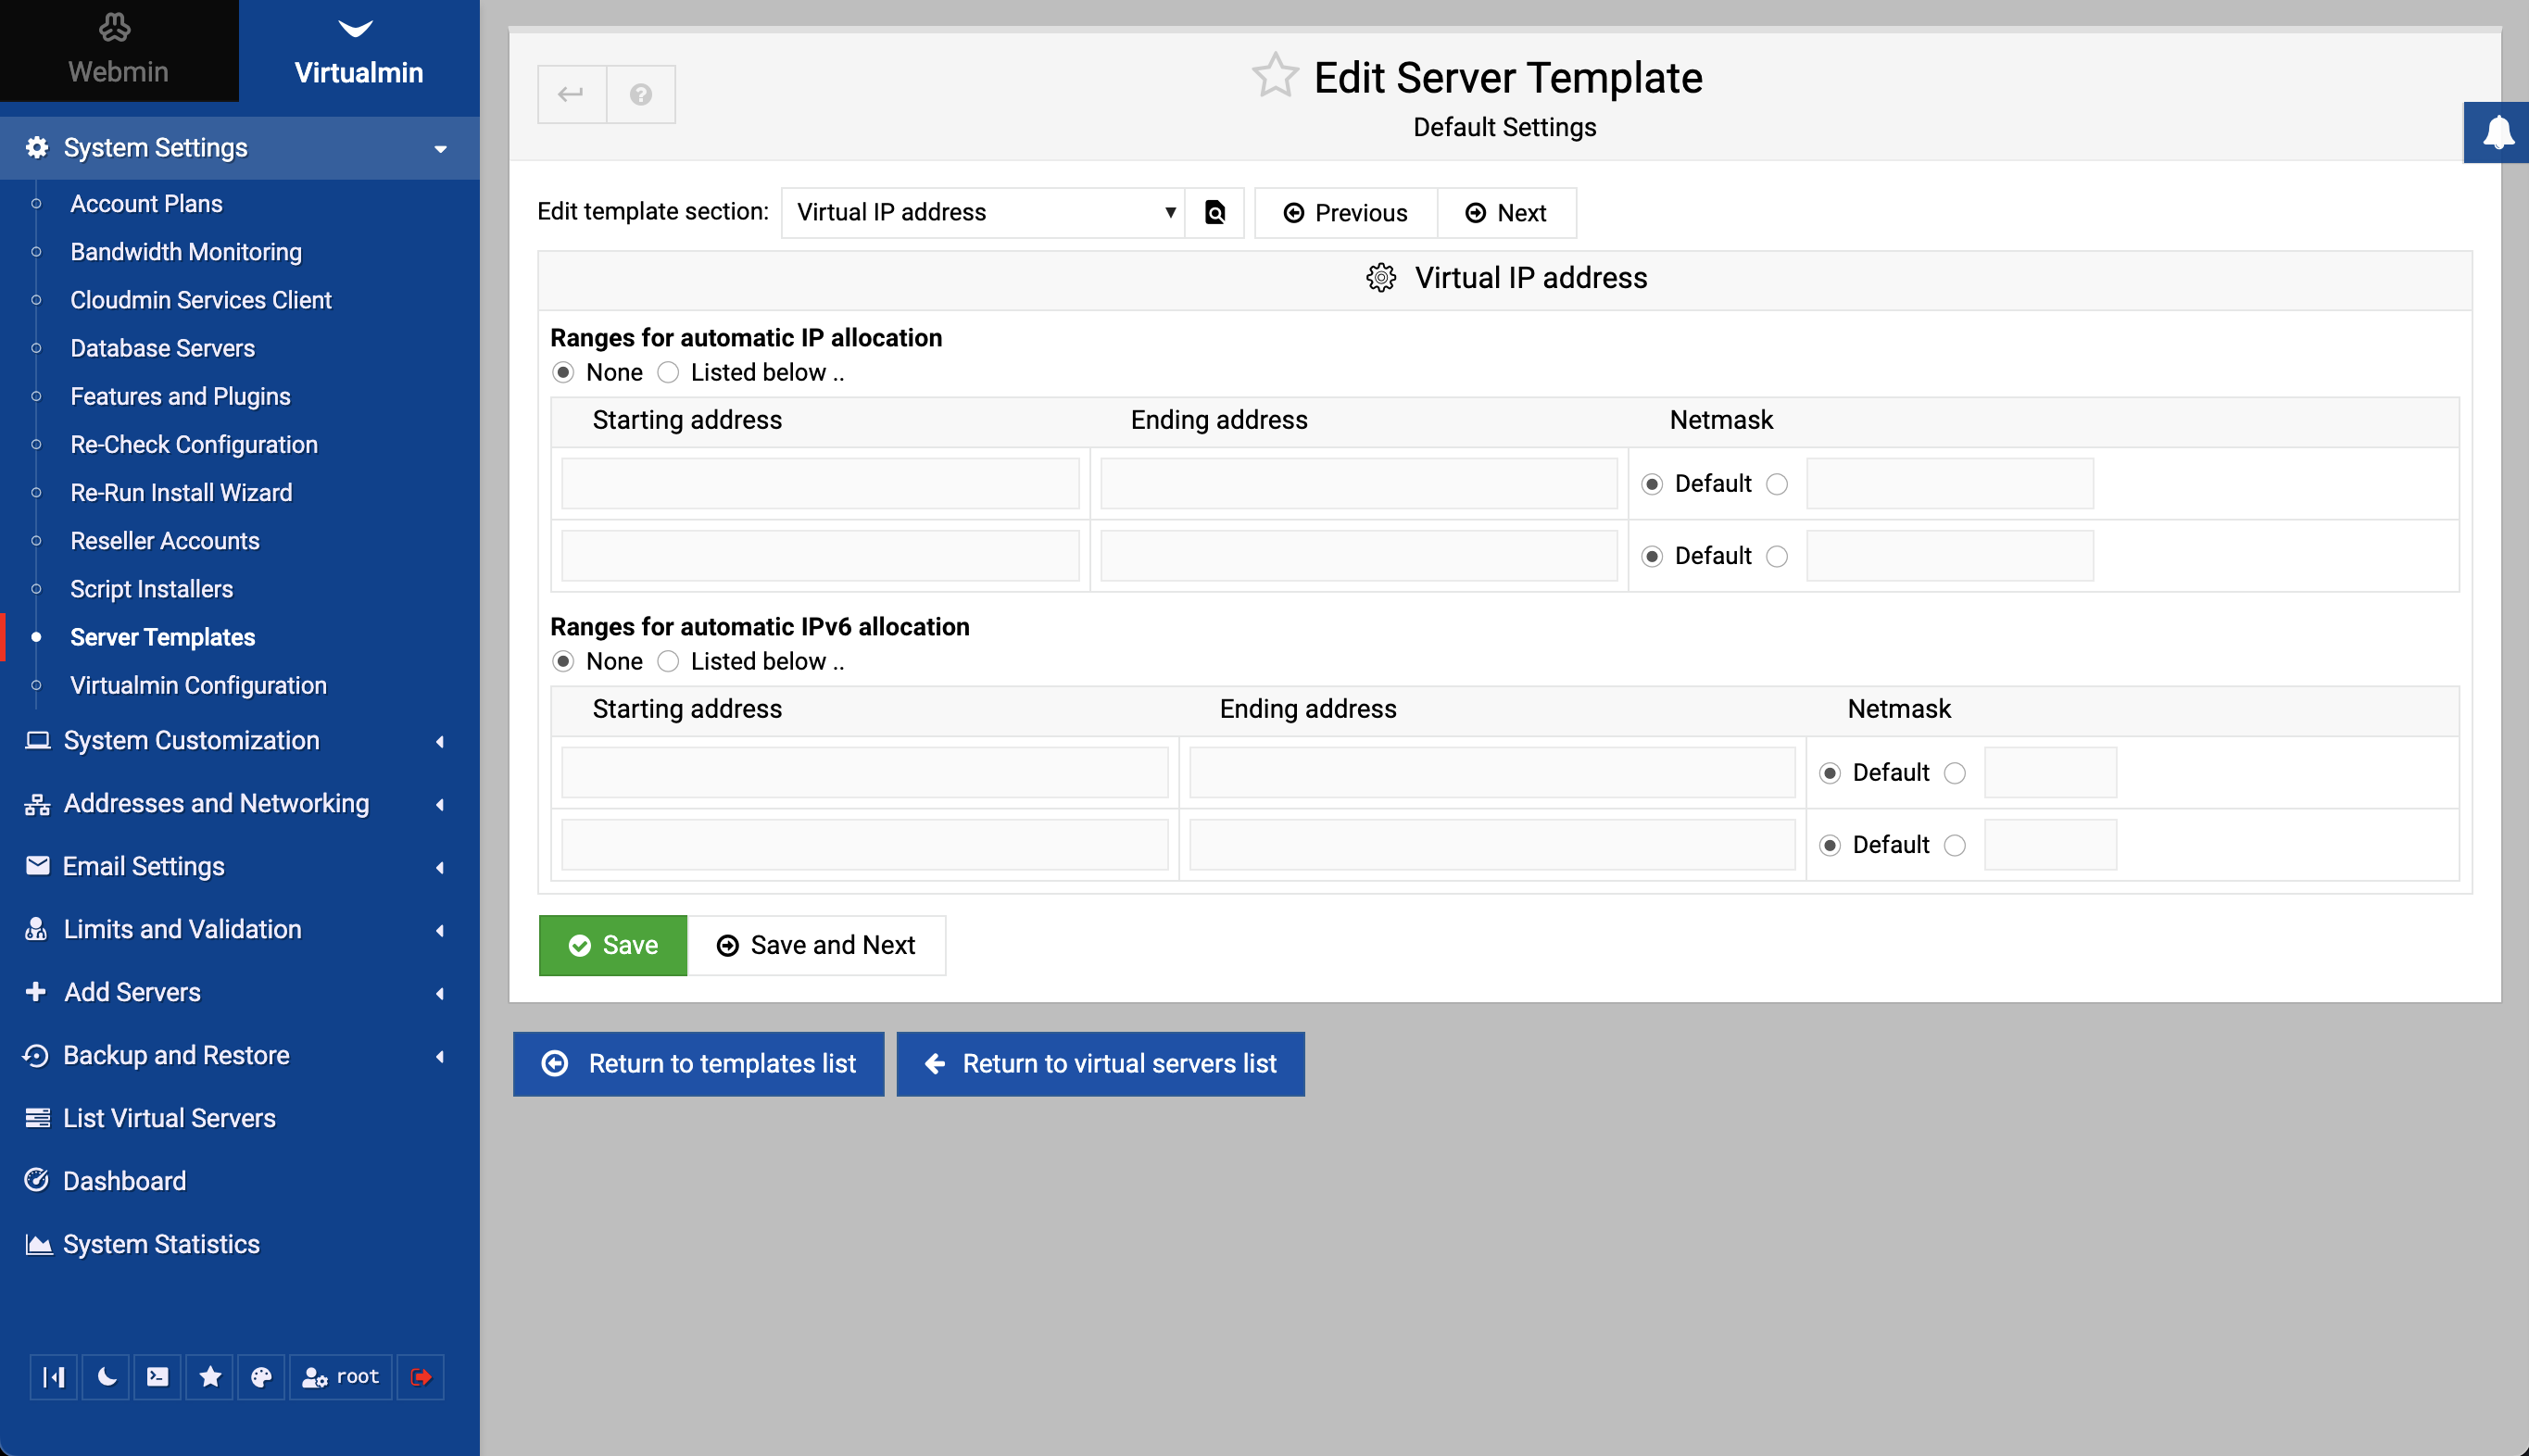 Webmin
Virtualmin
System Settings
Account Plans
Bandwidth Monitoring
Cloudmin Services Client
Database Servers
Features and Plugins
Re-Check Configuration
Re-Run Install Wizard
Reseller Accounts
Script Installers
Server Templates
Virtualmin Configuration
System Customization
Addresses and Networking
Email Settings
Limits and Validation
Add Servers
Backup and Restore
List Virtual Servers
Dashboard
System Statistics
root
Edit Server Template
Default Settings
Edit template section: Virtual IP address Previous Next
Virtual IP address
Ranges for automatic IP allocation
None Listed below ..
Starting address Ending address Netmask
Default
Default
Ranges for automatic IPv6 allocation
None Listed below ..
Starting address Ending address Netmask
Default
Default
Save Save and Next
Return to templates list Return to virtual servers list